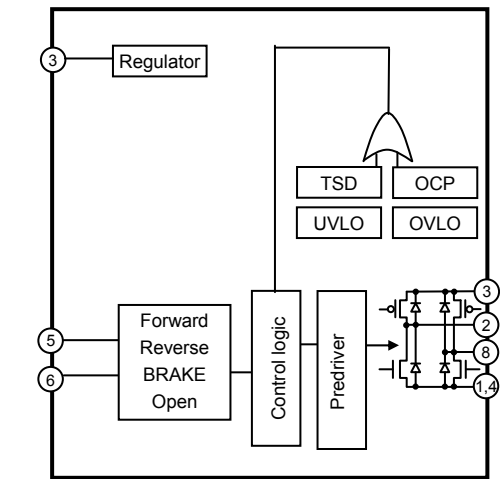 3
Regulator
TSD
OCP
UVLO
OVLO
3
2
8
1,4
5
6
Forward
Reverse
BRAKE
Open
Control logic
Predriver